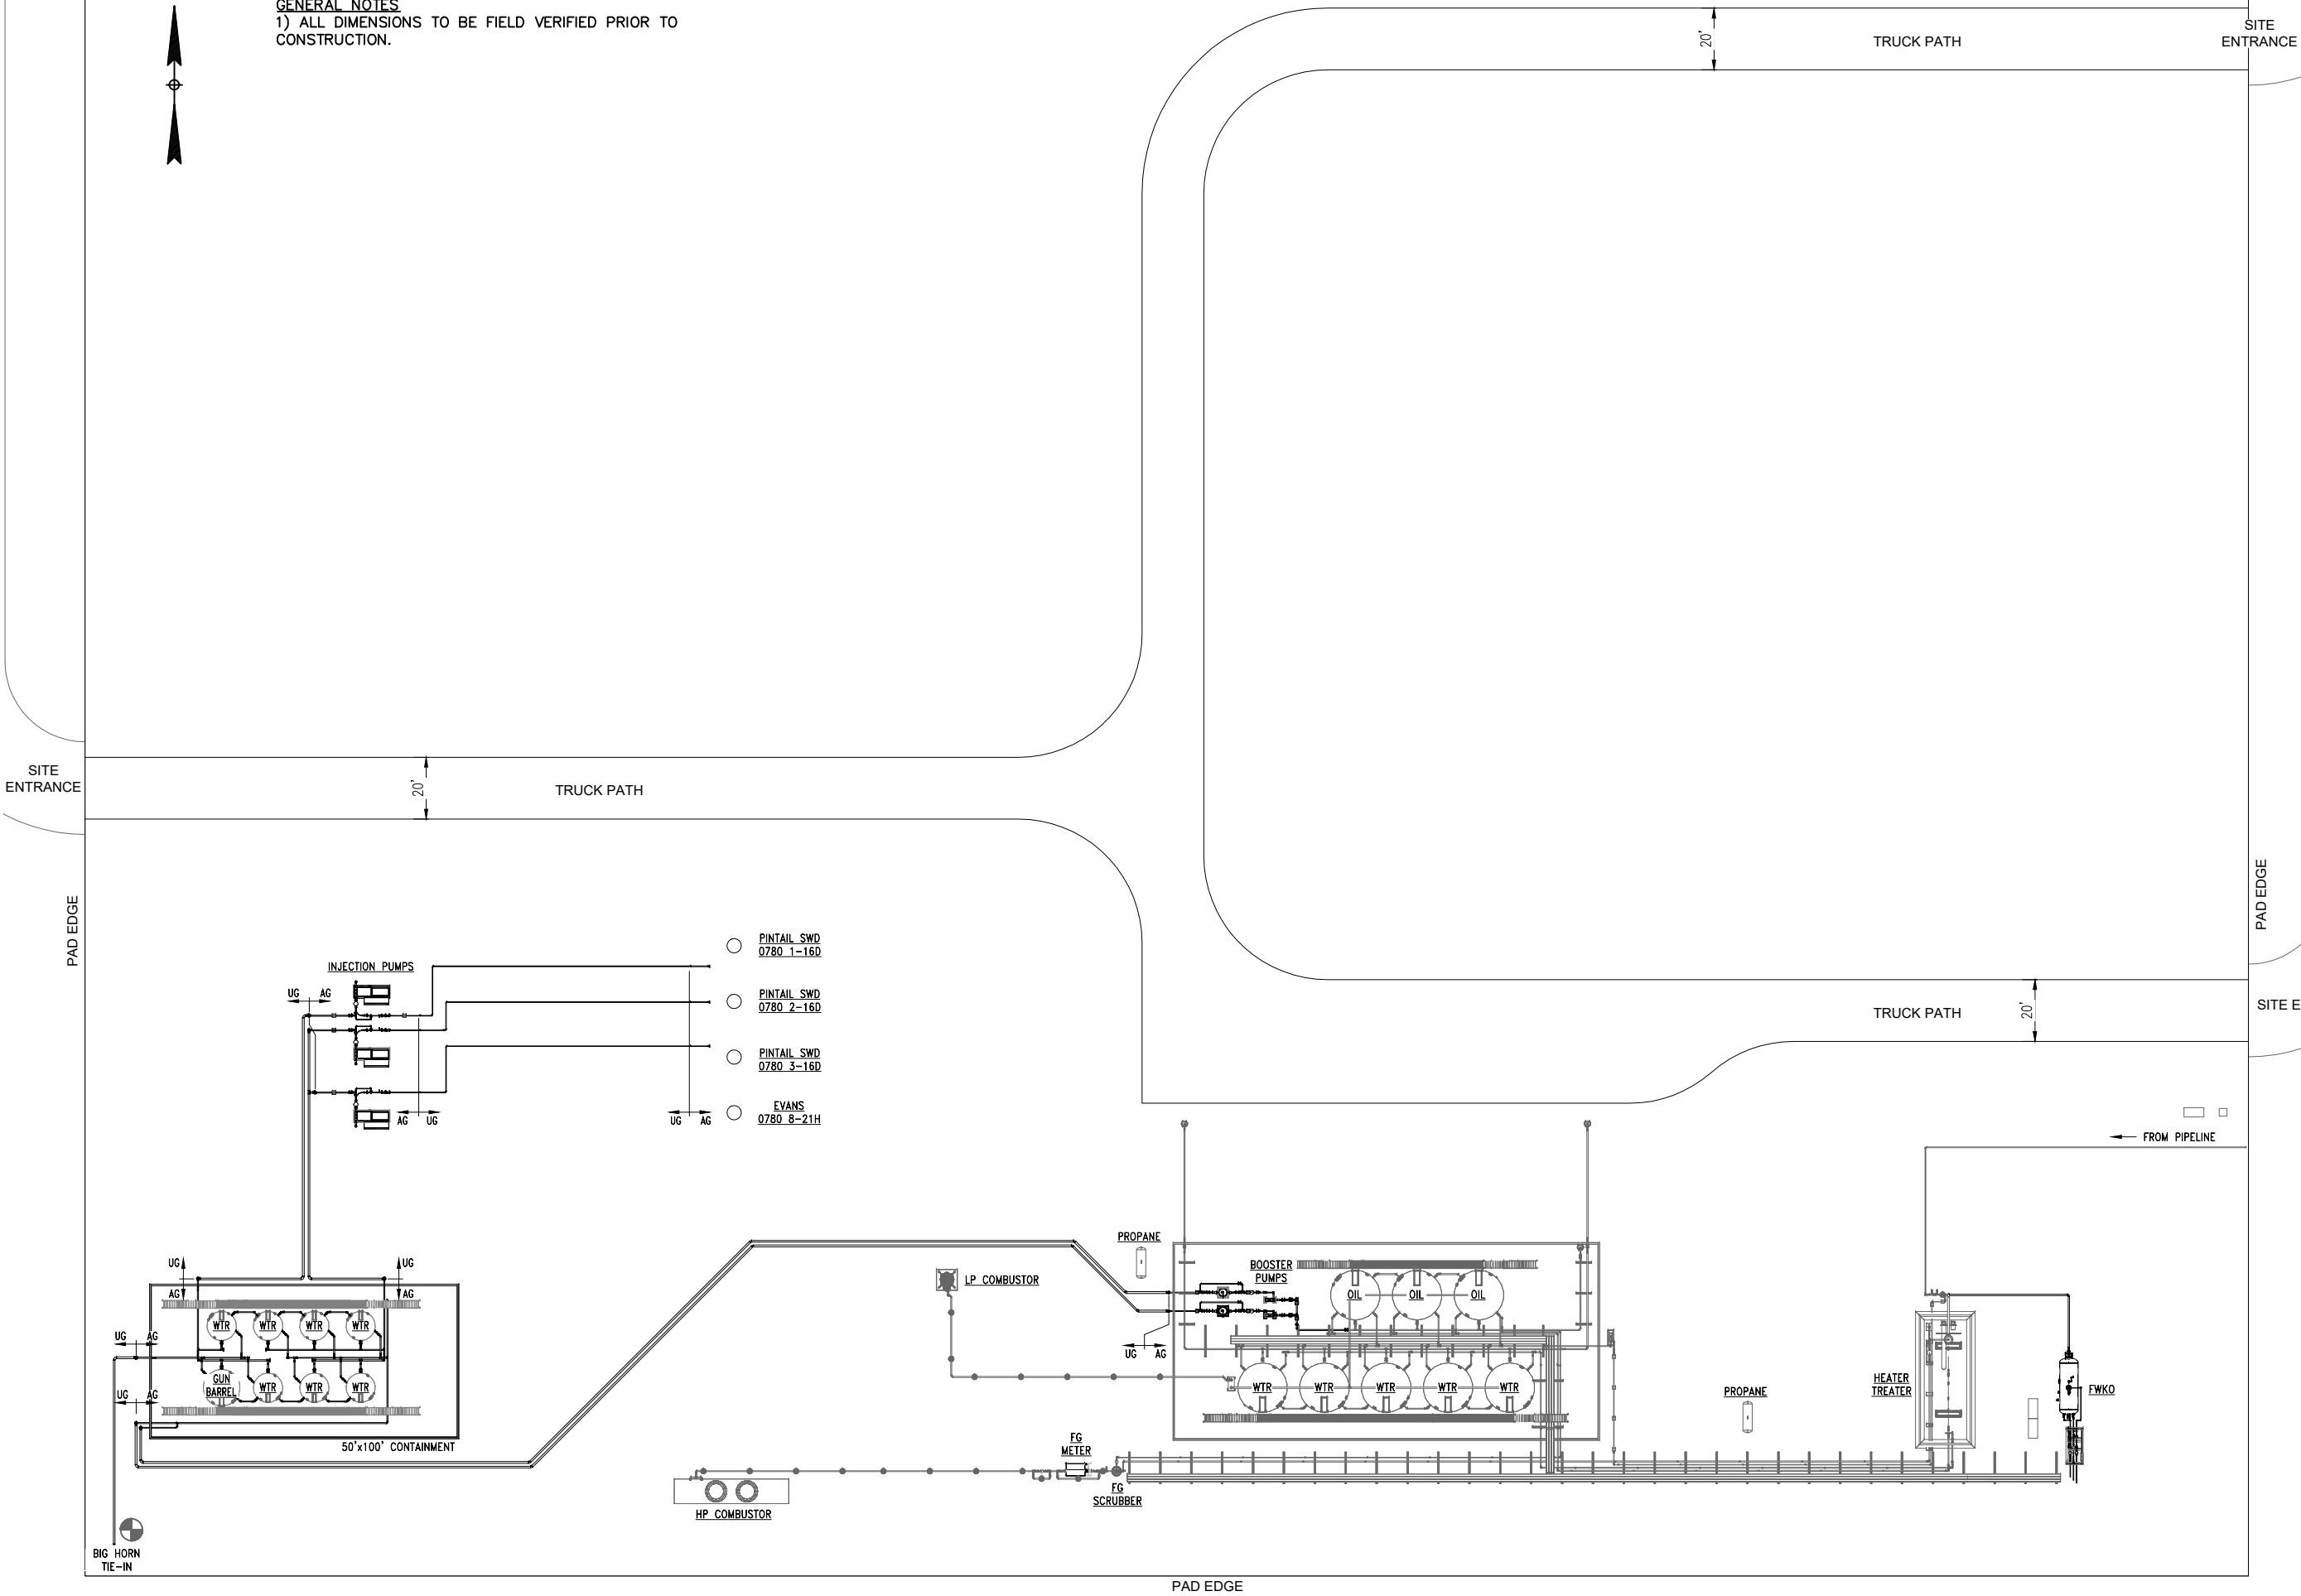 GENERAL NOTES
1) ALL DIMENSIONS TO BE FIELD VERIFIED PRIOR TO
CONSTRUCTION.
20'
TRUCK PATH
SITE
ENTRANCE
SITE
ENTRANCE
20'
TRUCK PATH
PAD EDGE
PAD EDGE
INJECTION PUMPS
UG
AG
AG
UG
UG
AG
PINTAIL SWD
0780 1-16D
PINTAIL SWD
0780 2-16D
PINTAIL SWD
0780 3-16D
EVANS
0780 8-21H
TRUCK PATH
20'
SITE E
FROM PIPELINE
UG
AG
UG
AG
WTR
WTR
WTR
WTR
UG
AG
GUN
BARREL
WTR
WTR
WTR
UG
AG
50'x100' CONTAINMENT
BIG HORN
TIE-IN
LP COMBUSTOR
PROPANE
BOOSTER
PUMPS
OIL
OIL
OIL
UG
AG
WTR
WTR
WTR
WTR
WTR
FG
METER
FG
SCRUBBER
HP COMBUSTOR
PROPANE
HEATER
TREATER
FWKO
PAD EDGE